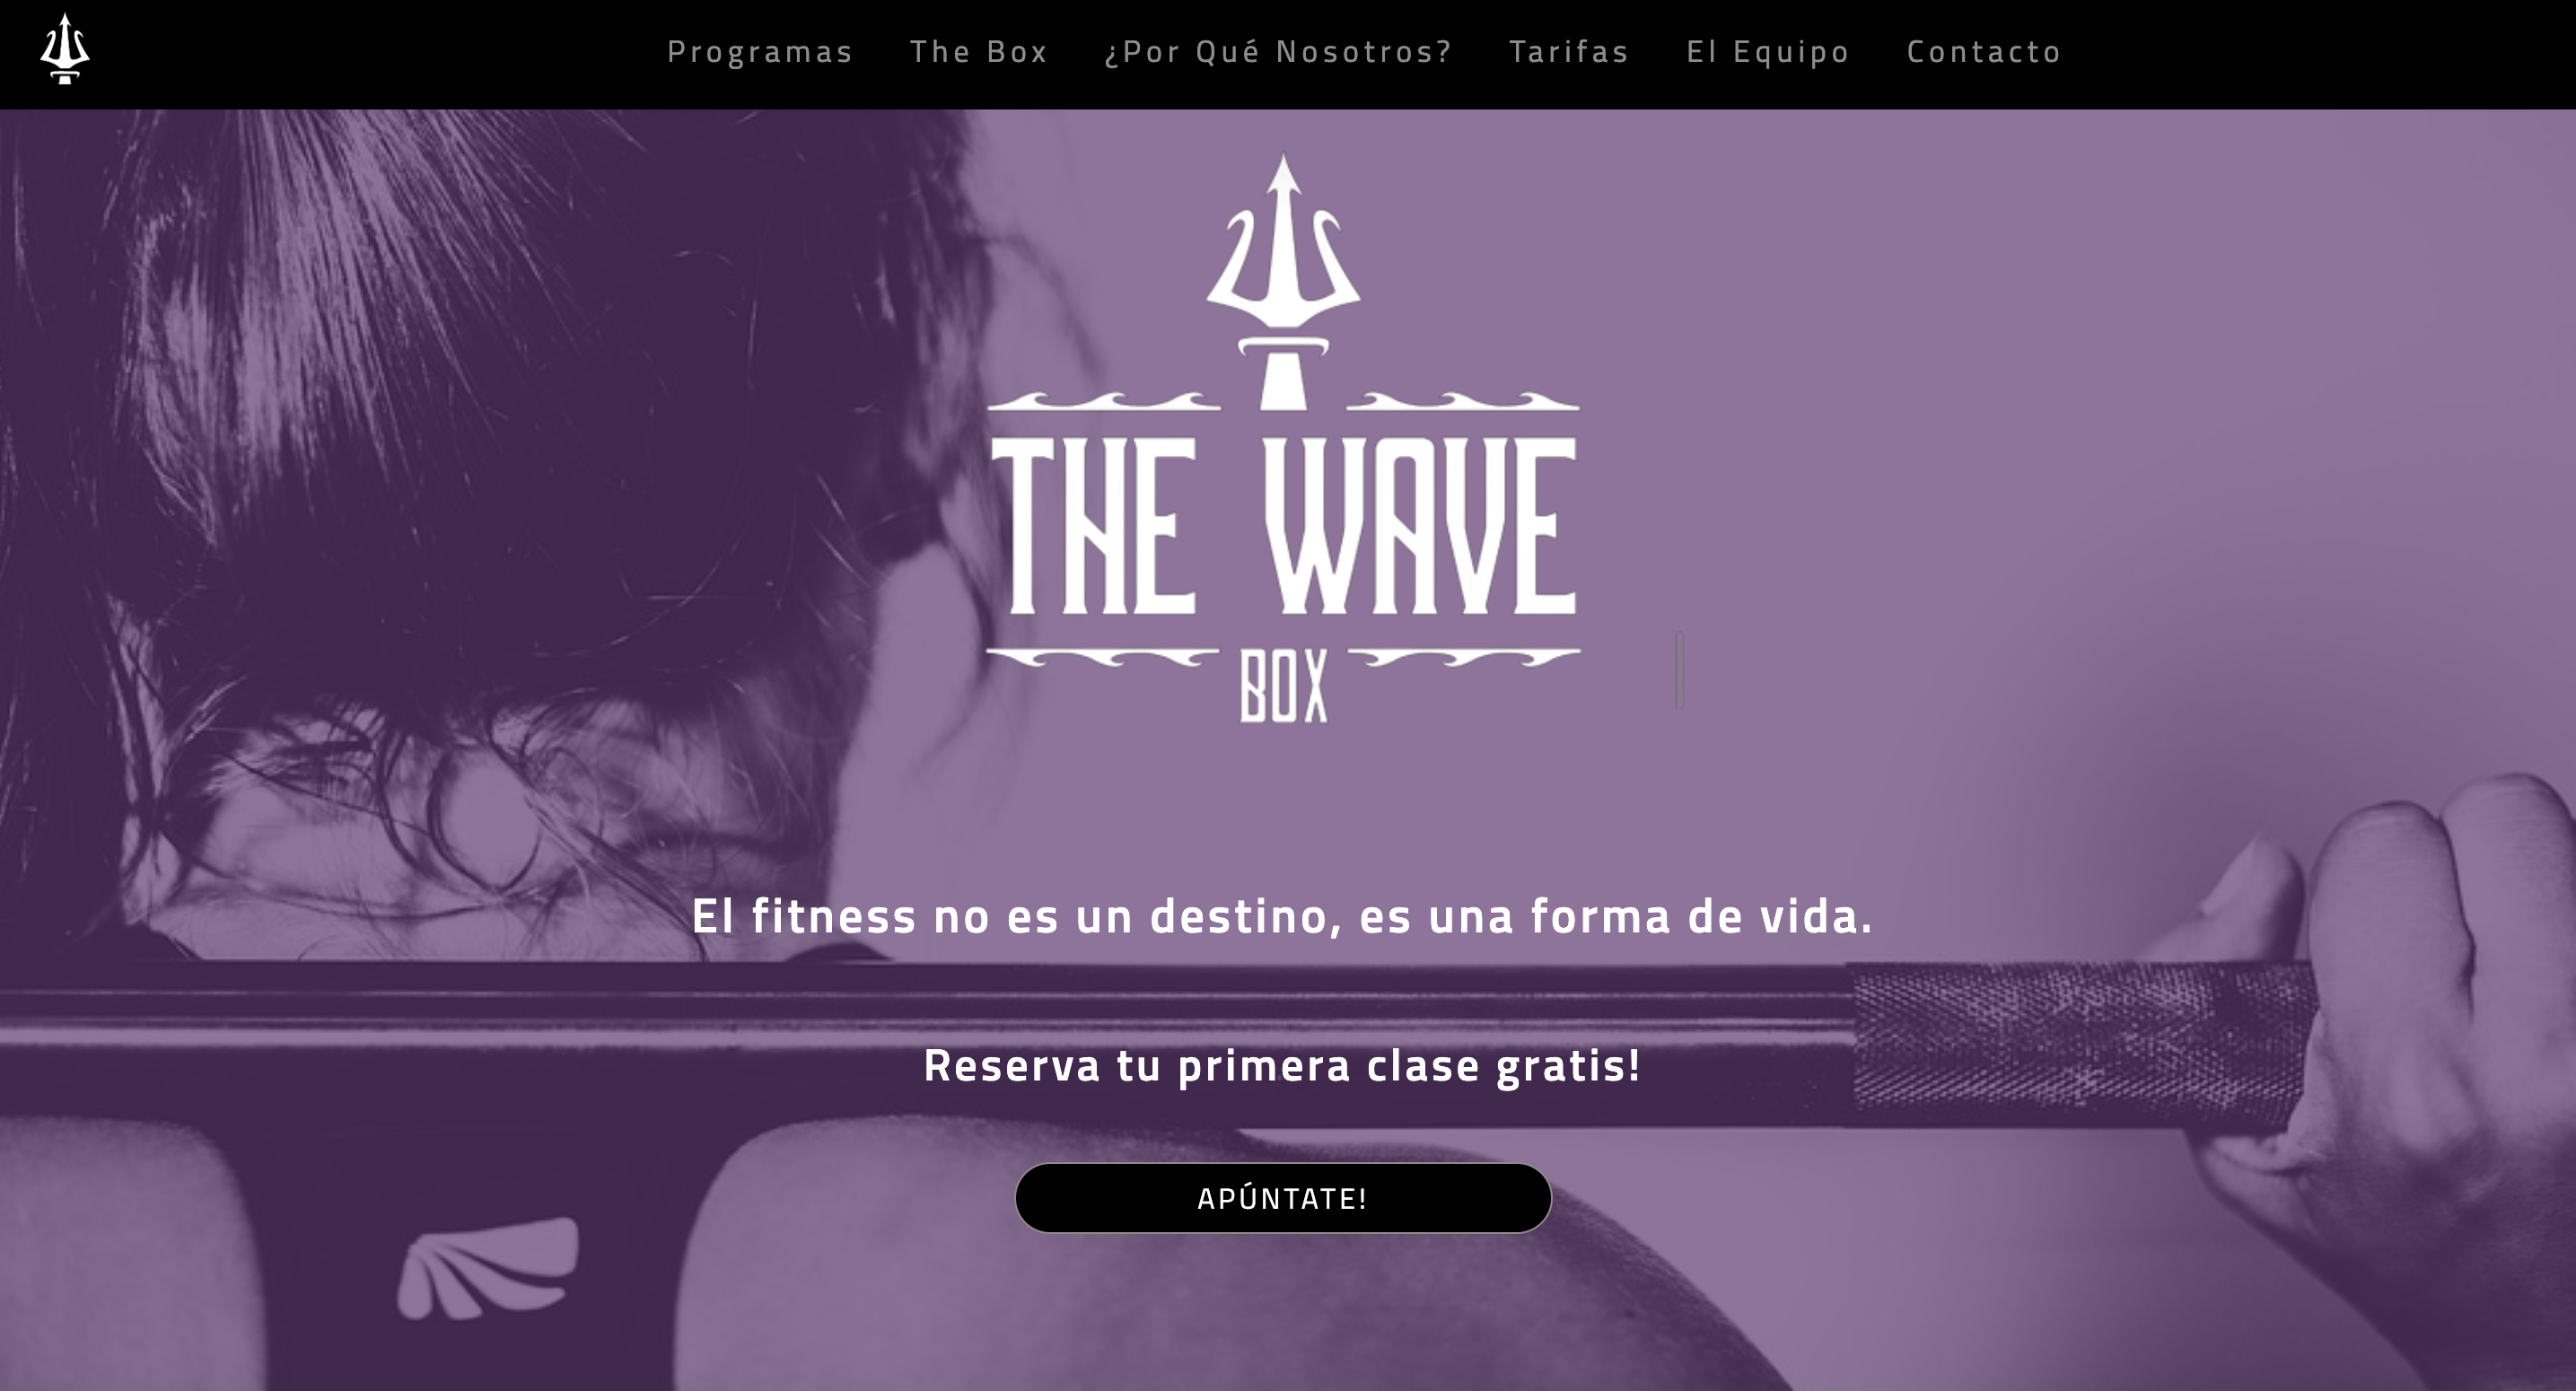 Programas The Box ¿Por Qué Nosotros? Tarifas El Equipo Contacto
THE WAVE
BOX
El fitness no es un destino, es una forma de vida.
Reserva tu primera clase gratis!
APÚNTATE!